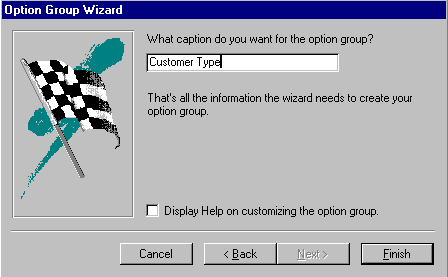 Option Group Wizard
What caption do you want for the option group?
Customer Type
That's all the information the wizard needs to create your
option group.
Display Help on customizing the option group.
Cancel
< Back
Next >
Finish